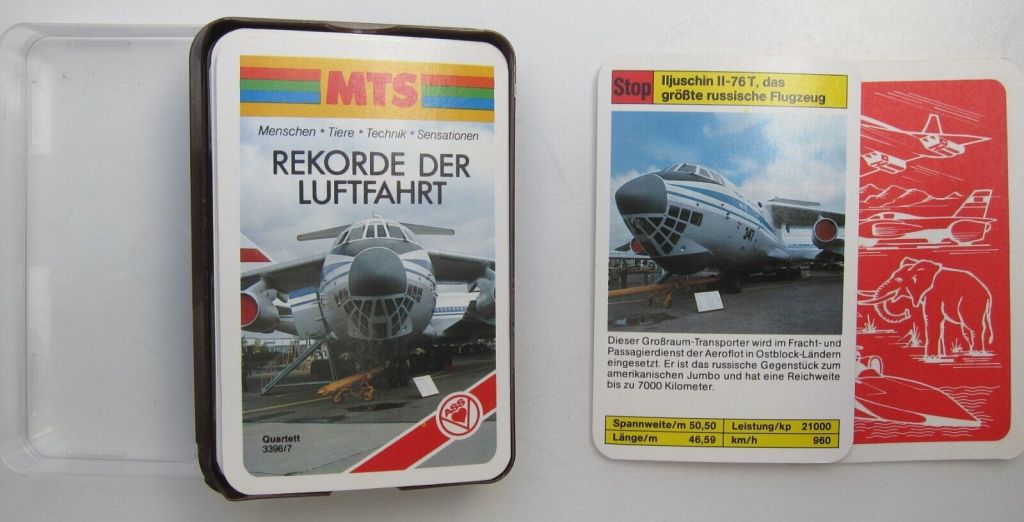 MTS
Menschen * Tiere * Technik * Sensationen
REKORDE DER
LUFTFAHRT
ASS
Quartett
3396/7
Stop
Iljuschin Il-76T, das
größte russische Flugzeug
347
Dieser Großraum-Transporter wird im Fracht- und
Passagierdienst der Aeroflot in Ostblock-Ländern
eingesetzt. Er ist das russische Gegenstück zum
amerikanischen Jumbo und hat eine Reichweite
bis zu 7000 Kilometer.
Spannweite/m 50,50 Leistung/kp 21000
Länge/m 46,59 km/h 960